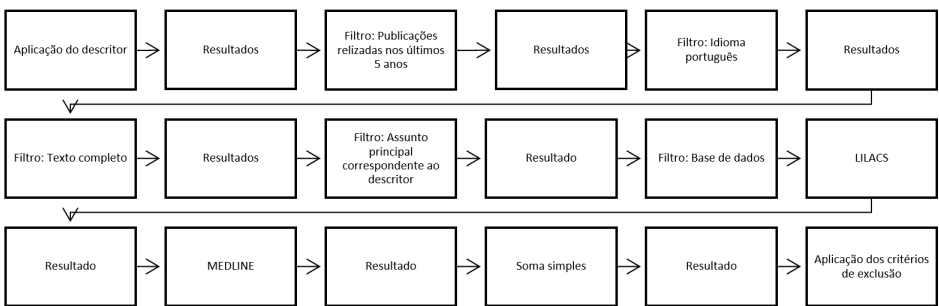 Aplicação do descritor
Resultados
Filtro: Publicações
relizadas nos últimos
5 anos
Resultados
Filtro: Idioma
português
Resultados
Filtro: Texto completo
Resultados
Filtro: Assunto
principal
correspondente ao
descritor
Resultado
Filtro: Base de dados
LILACS
Resultado
MEDLINE
Resultado
Soma simples
Resultado
Aplicação dos critérios
de exclusão